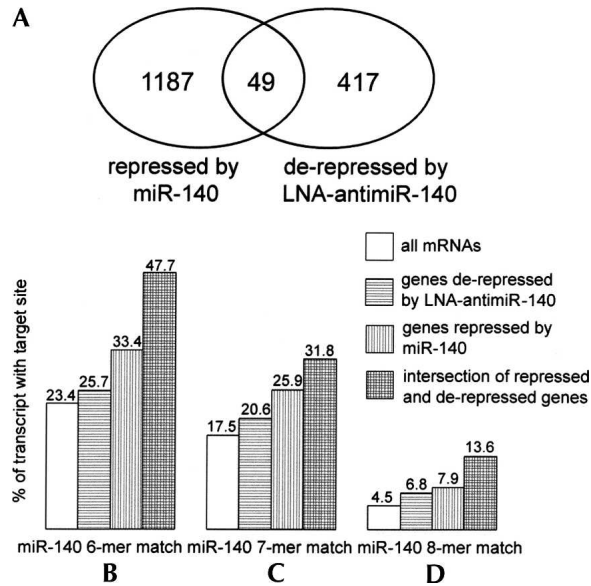 A
1187
49
417
repressed by
miR-140
de-repressed by
LNA-antimiR-140
% of transcript with target site
all mRNAs
genes de-repressed
by LNA-antimiR-140
genes repressed by
miR-140
intersection of repressed
and de-repressed genes
23.4
25.7
33.4
47.7
17.5
20.6
25.9
31.8
4.5
6.8
7.9
13.6
miR-140 6-mer match
miR-140 7-mer match
miR-140 8-mer match
B
C
D